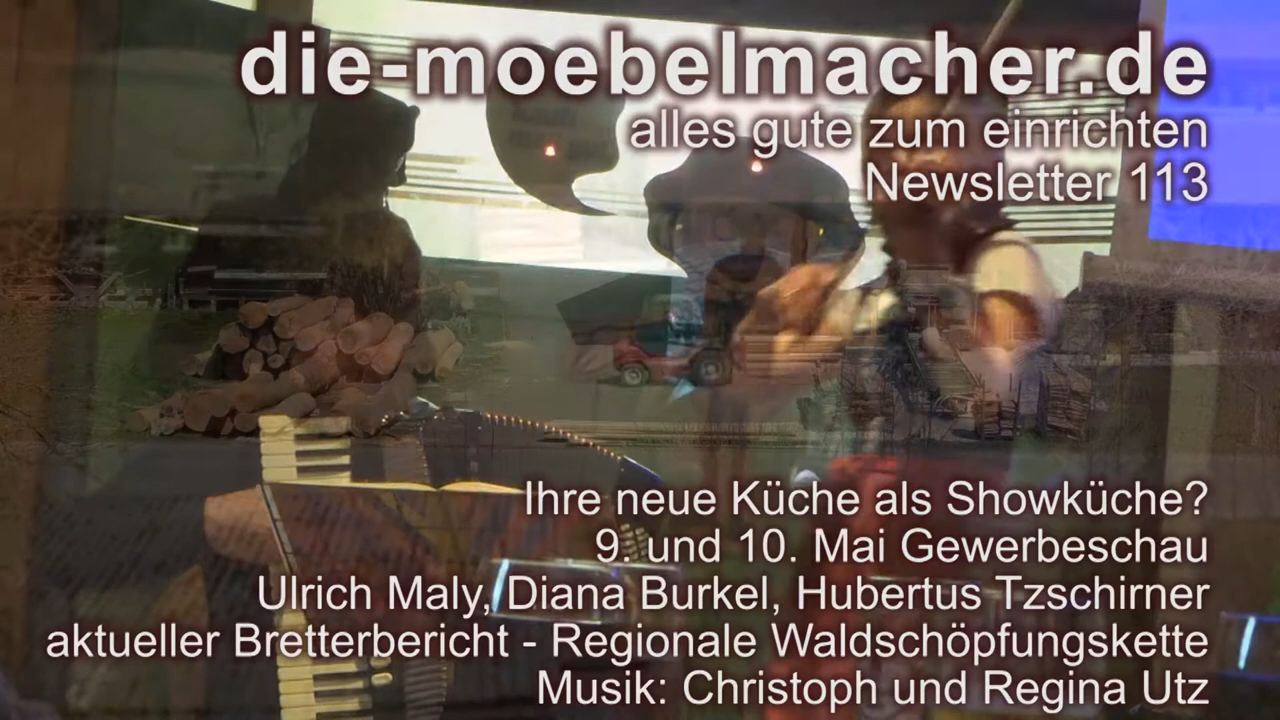 die-moebelmacher.de
alles gute zum einrichten
Newsletter 113
Ihre neue Küche als Showküche?
9. und 10. Mai Gewerbeschau
Ulrich Maly, Diana Burkel, Hubertus Tzschirner
aktueller Bretterbericht - Regionale Waldschöpfungskette
Musik: Christoph und Regina Utz